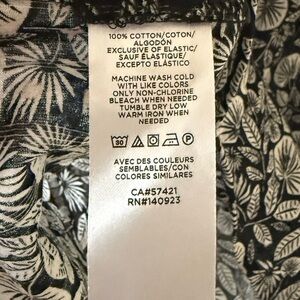 100% COTTON/COTON/
ALGODÓN
EXCLUSIVE OF ELASTIC/
SAUF ÉLASTIQUE/
EXCEPTO ELÁSTICO
MACHINE WASH COLD
WITH LIKE COLORS
ONLY NON-CHLORINE
BLEACH WHEN NEEDED
TUMBLE DRY LOW
WARM IRON WHEN
NEEDED
30
AVEC DES COULEURS
SEMBLABLES/CON
COLORES SIMILARES
CA#57421
RN#140923